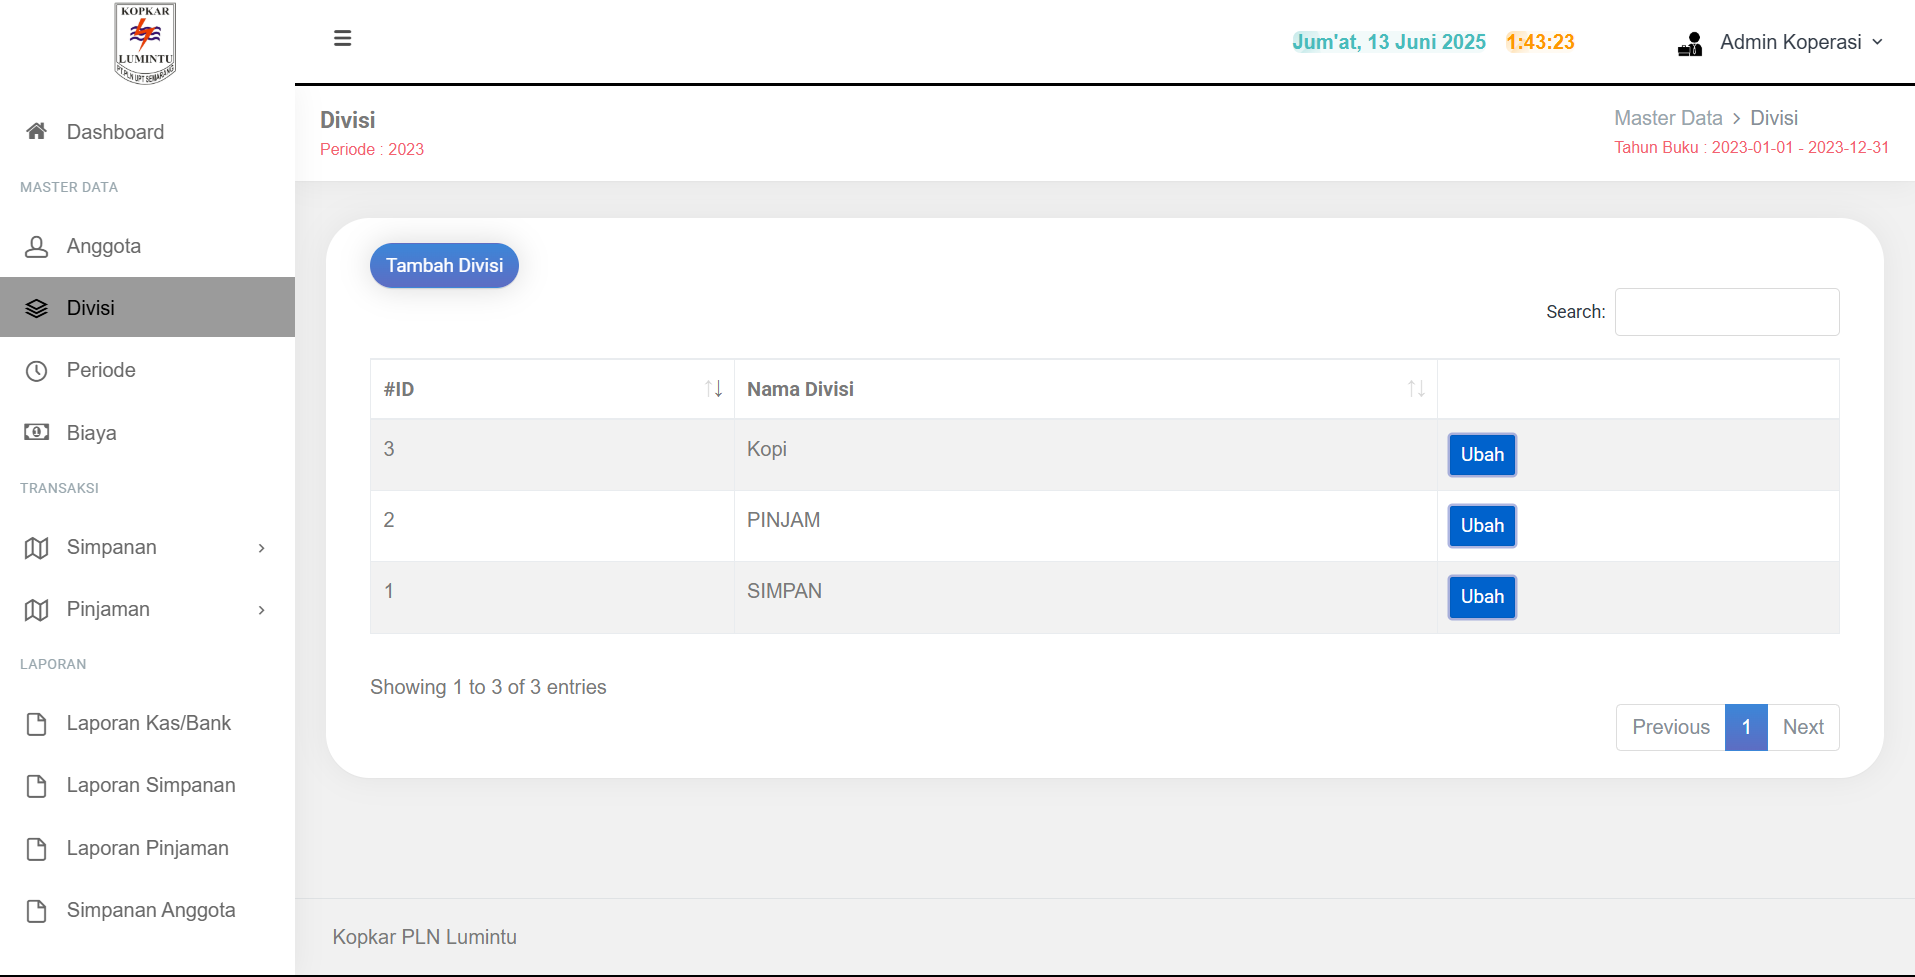 KOPKAR
LUMINTU
PT.PLN UPT SEMARANG
Jum'at, 13 Juni 2025 1:43:23
Admin Koperasi
Dashboard
MASTER DATA
Anggota
Divisi
Periode
Biaya
TRANSAKSI
Simpanan
Pinjaman
LAPORAN
Laporan Kas/Bank
Laporan Simpanan
Laporan Pinjaman
Simpanan Anggota
Divisi
Periode : 2023
Master Data > Divisi
Tahun Buku : 2023-01-01 - 2023-12-31
Tambah Divisi
Search:
#ID Nama Divisi
3 Kopi Ubah
2 PINJAM Ubah
1 SIMPAN Ubah
Showing 1 to 3 of 3 entries
Previous 1 Next
Kopkar PLN Lumintu